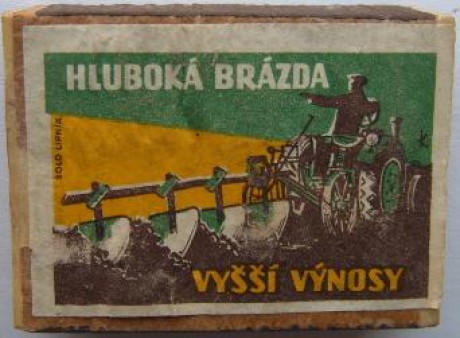 HLUBOKÁ BRÁZDA
SOLO LIPNÍK
VYŠŠÍ VÝNOSY